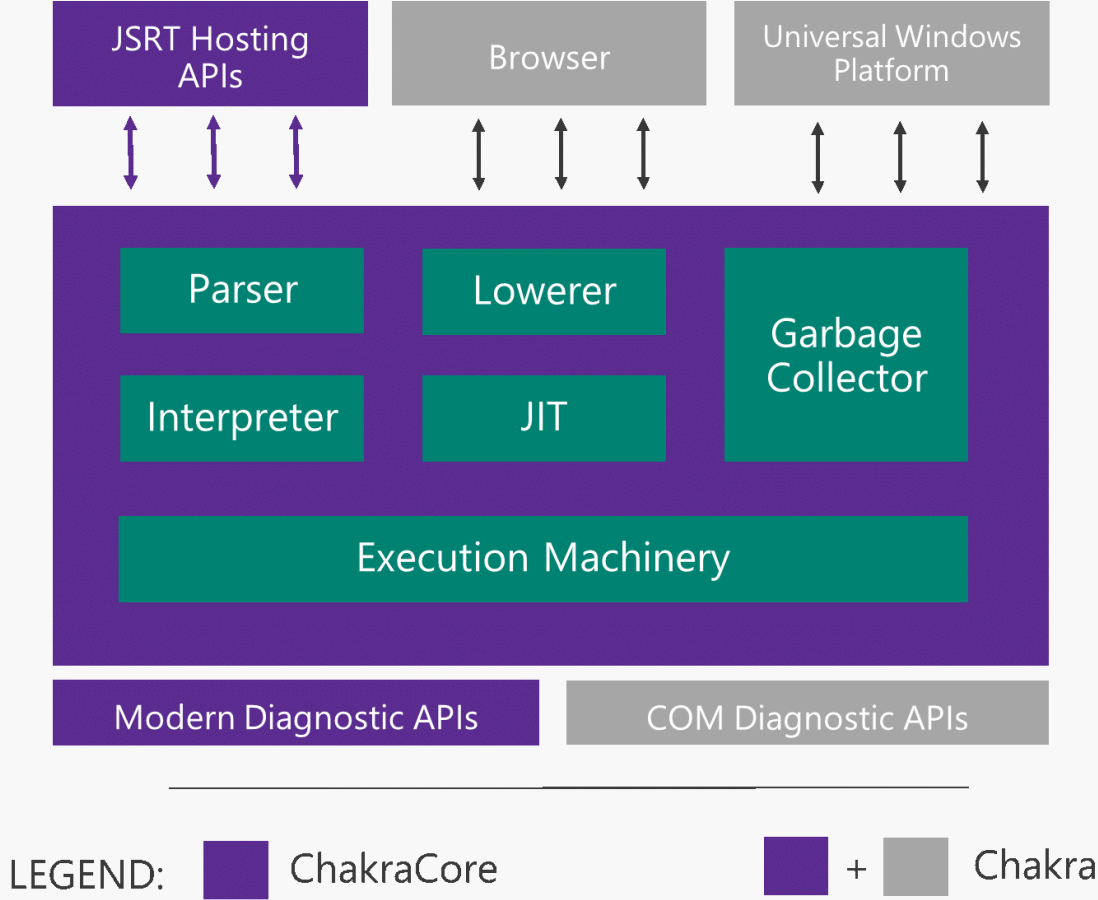 JSRT Hosting
APIs
Browser
Universal Windows
Platform
Parser
Lowerer
Garbage
Collector
Interpreter
JIT
Execution Machinery
Modern Diagnostic APIs
COM Diagnostic APIs
LEGEND:
ChakraCore
+
Chakra